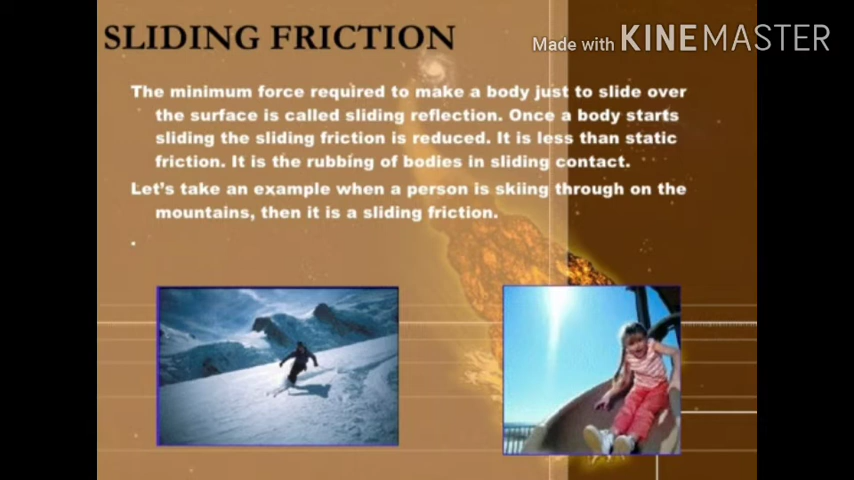 SLIDING FRICTION
Made with KINEMASTER
The minimum force required to make a body just to slide over
the surface is called sliding reflection. Once a body starts
sliding the sliding friction is reduced. It is less than static
friction. It is the rubbing of bodies in sliding contact.
Let's take an example when a person is skiing through on the
mountains, then it is a sliding friction.